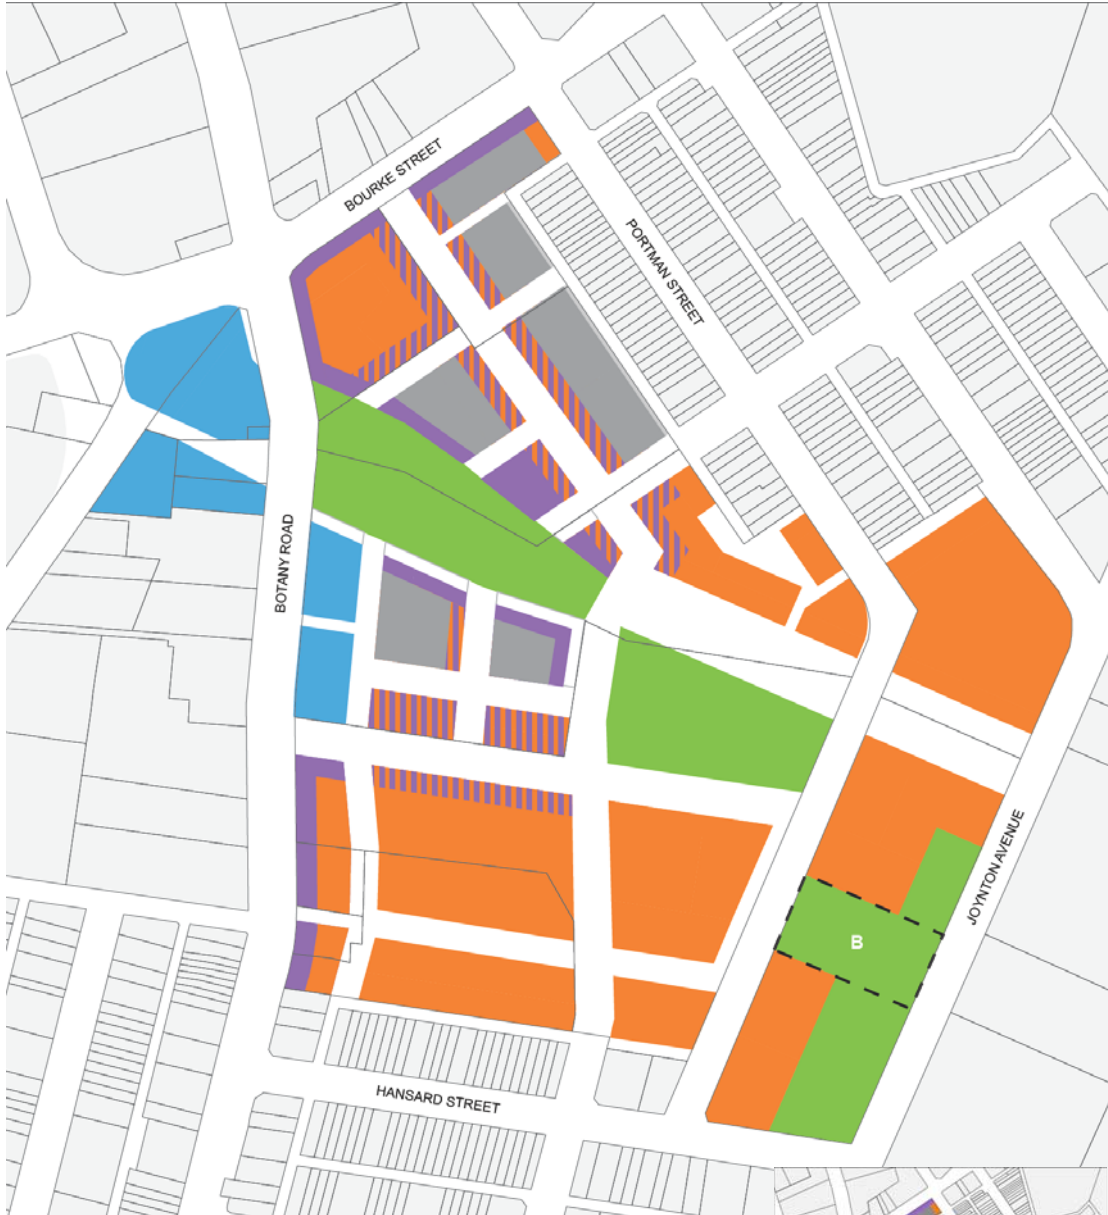 BOURKE STREET
PORTMAN STREET
BOTANY ROAD
JOYNTON AVENUE
B
HANSARD STREET